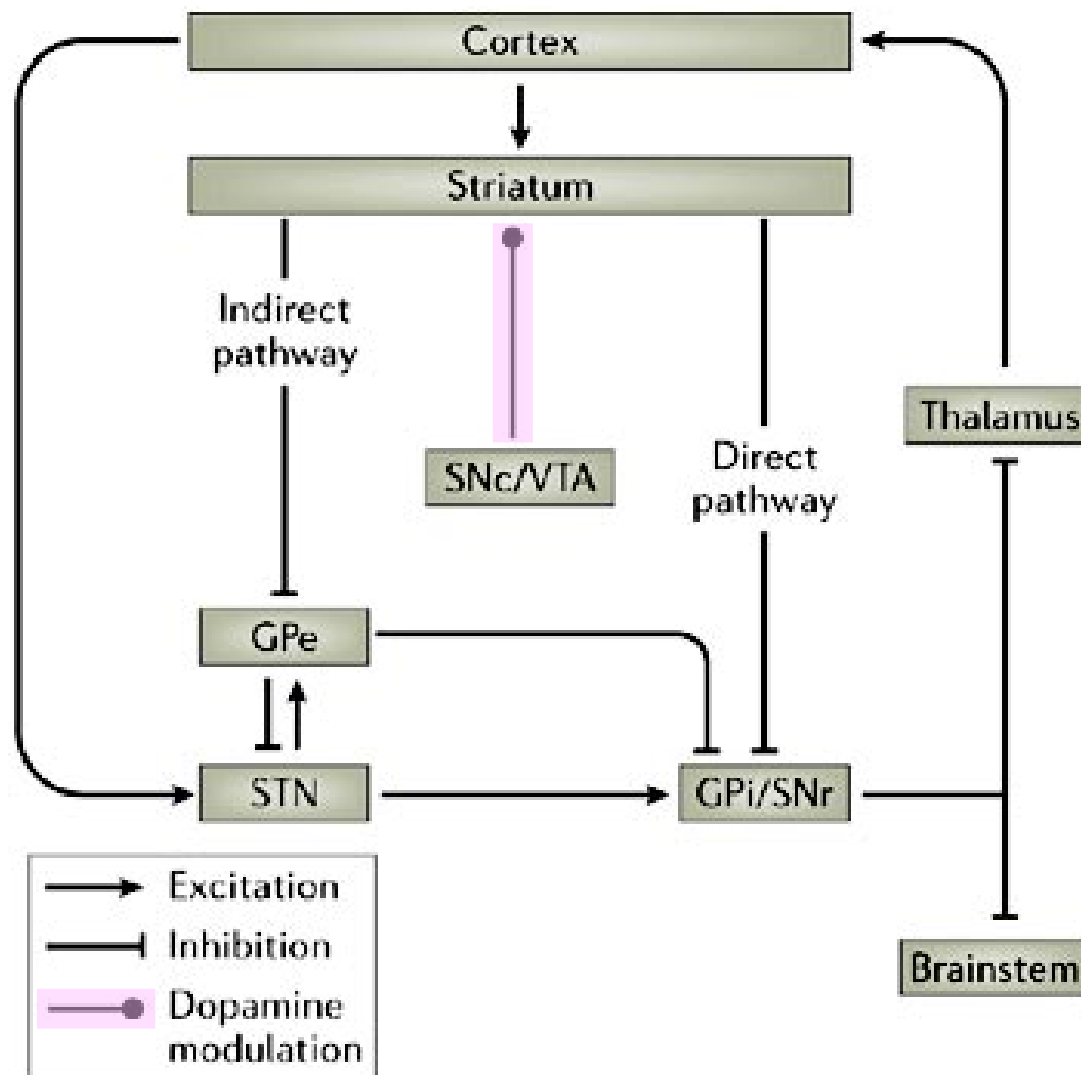 Cortex
Striatum
Indirect
pathway
Thalamus
SNc/VTA
Direct
pathway
GPe
STN
GPi/SNr
Excitation
Inhibition
Brainstem
Dopamine
modulation